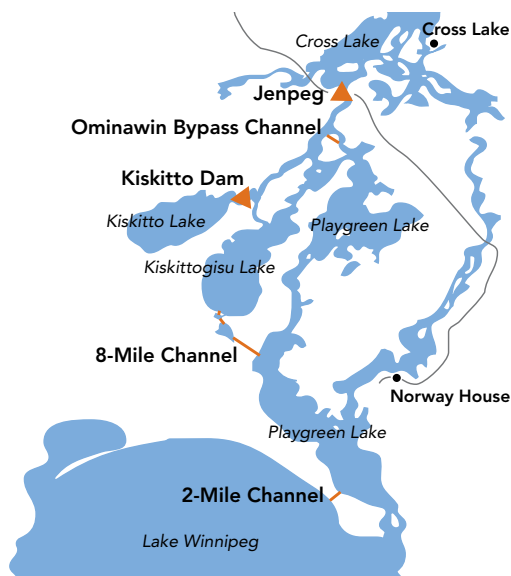 Cross Lake
Cross Lake
Jenpeg
Ominawin Bypass Channel
Kiskitto Dam
Kiskitto Lake
Playgreen Lake
Kiskittogisu Lake
8-Mile Channel
Norway House
Playgreen Lake
2-Mile Channel
Lake Winnipeg